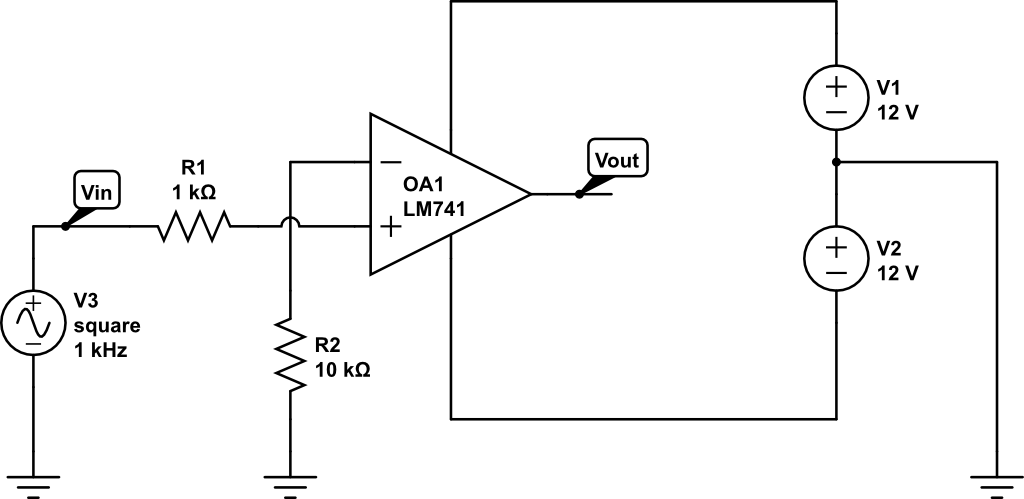 Vin
R1
1 kΩ
V3
square
1 kHz
R2
10 kΩ
OA1
LM741
Vout
V1
12 V
V2
12 V